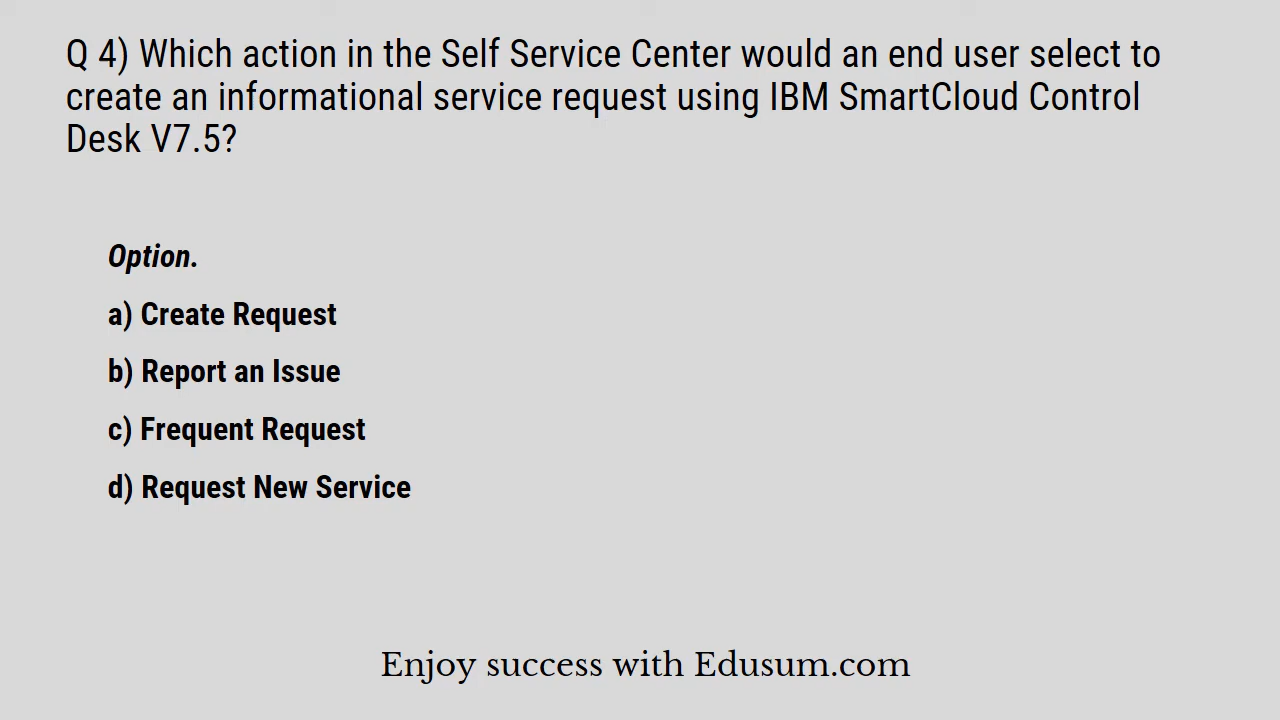 Q 4) Which action in the Self Service Center would an end user select to
create an informational service request using IBM SmartCloud Control
Desk V7.5?
Option.
a) Create Request
b) Report an Issue
c) Frequent Request
d) Request New Service
Enjoy success with Edusum.com